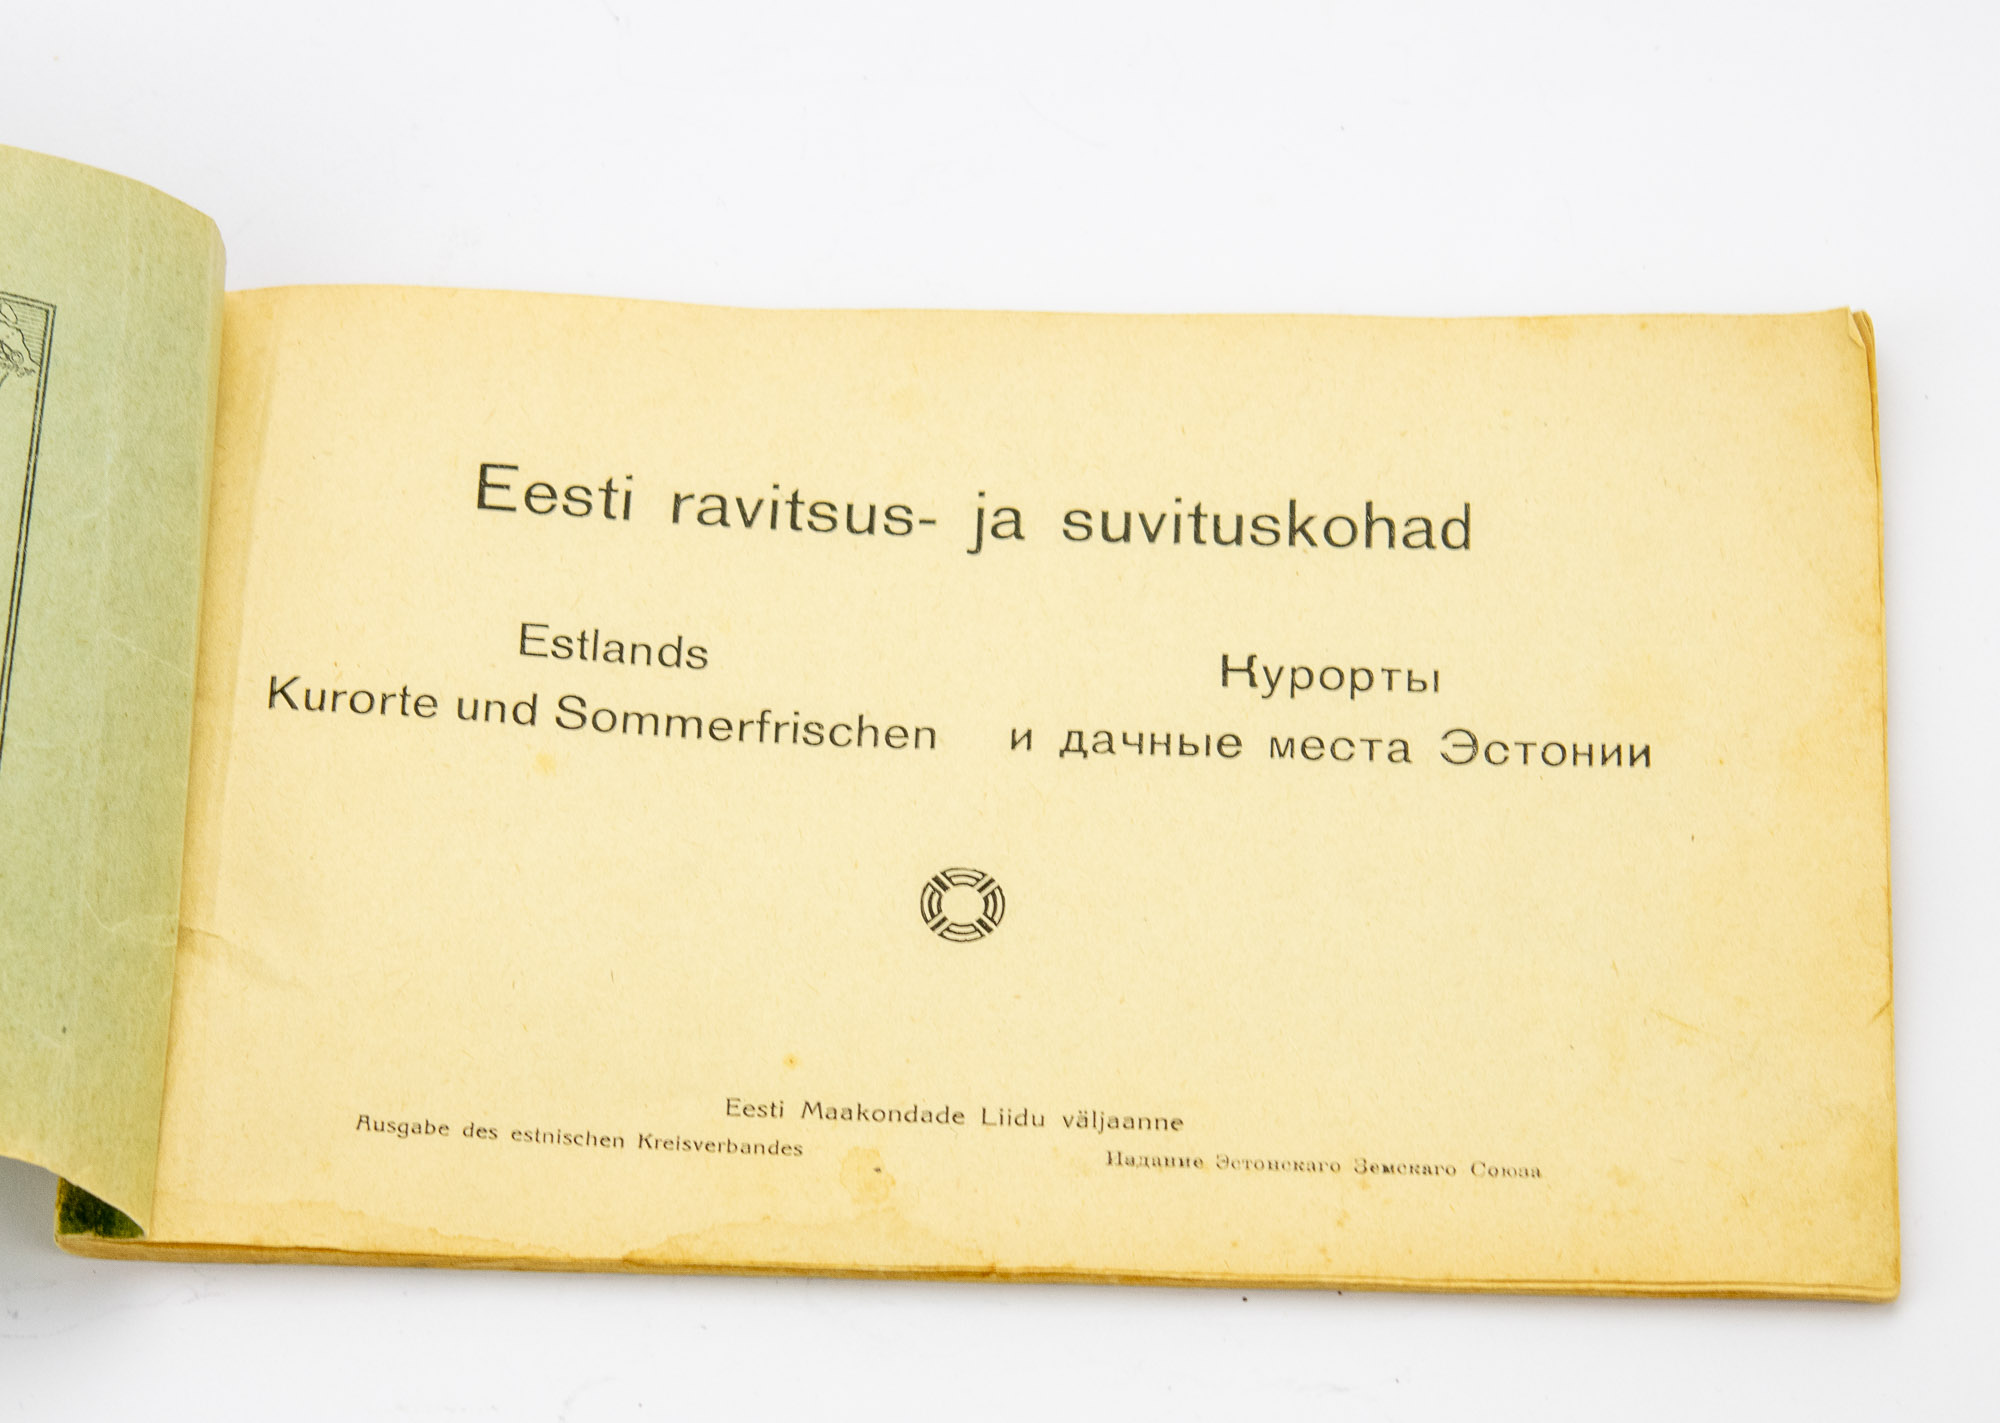 Eesti ravitsus- ja suvituskohad
Estlands
Kurorte und Sommerfrischen
Курорты
и дачные места Эстонии
Eesti Maakondade Liidu väljaanne
Ausgabe des estnischen Kreisverbandes
Издание Эстонскаго Земскаго Союза